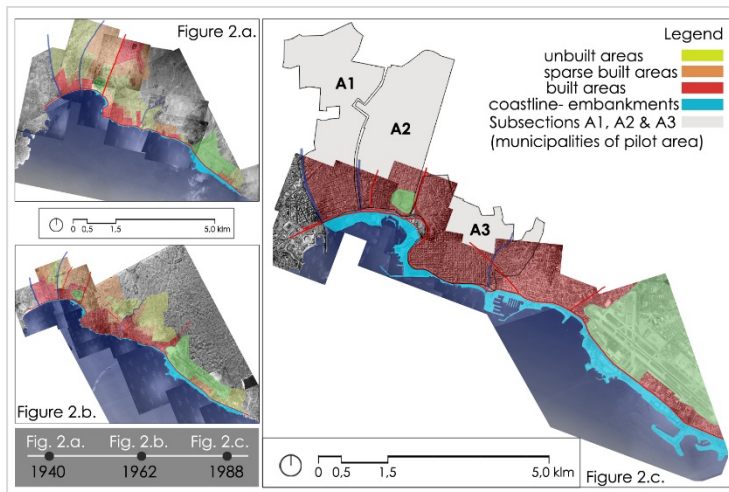 Figure 2.a.
0 0,5 1,5 5,0 klm
Figure 2.b.
Fig. 2.a. Fig. 2.b. Fig. 2.c.
1940 1962 1988
Legend
unbuilt areas
sparse built areas
built areas
coastline- embankments
Subsections A1, A2 & A3
(municipalities of pilot area)
A1
A2
A3
0 0,5 1,5 5,0 klm
Figure 2.c.